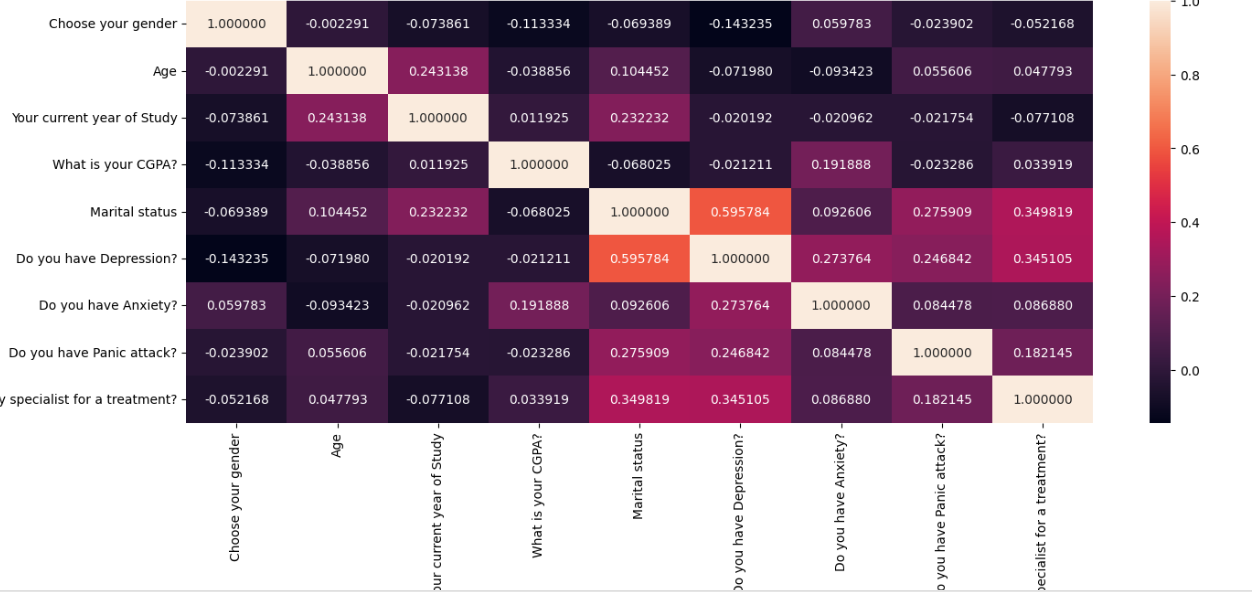 Choose your gender 1.000000 -0.002291 -0.073861 -0.113334 -0.069389 -0.143235 0.059783 -0.023902 -0.052168
Age -0.002291 1.000000 0.243138 -0.038856 0.104452 -0.071980 -0.093423 0.055606 0.047793
Your current year of Study -0.073861 0.243138 1.000000 0.011925 0.232232 -0.020192 -0.020962 -0.021754 -0.077108
What is your CGPA? -0.113334 -0.038856 0.011925 1.000000 -0.068025 -0.021211 0.191888 -0.023286 0.033919
Marital status -0.069389 0.104452 0.232232 -0.068025 1.000000 0.595784 0.092606 0.275909 0.349819
Do you have Depression? -0.143235 -0.071980 -0.020192 -0.021211 0.595784 1.000000 0.273764 0.246842 0.345105
Do you have Anxiety? 0.059783 -0.093423 -0.020962 0.191888 0.092606 0.273764 1.000000 0.084478 0.086880
Do you have Panic attack? -0.023902 0.055606 -0.021754 -0.023286 0.275909 0.246842 0.084478 1.000000 0.182145
y specialist for a treatment? -0.052168 0.047793 -0.077108 0.033919 0.349819 0.345105 0.086880 0.182145 1.000000
Choose your gender
Age
our current year of Study
What is your CGPA?
Marital status
Do you have Depression?
Do you have Anxiety?
o you have Panic attack?
pecialist for a treatment?
1.0
0.8
0.6
0.4
0.2
0.0